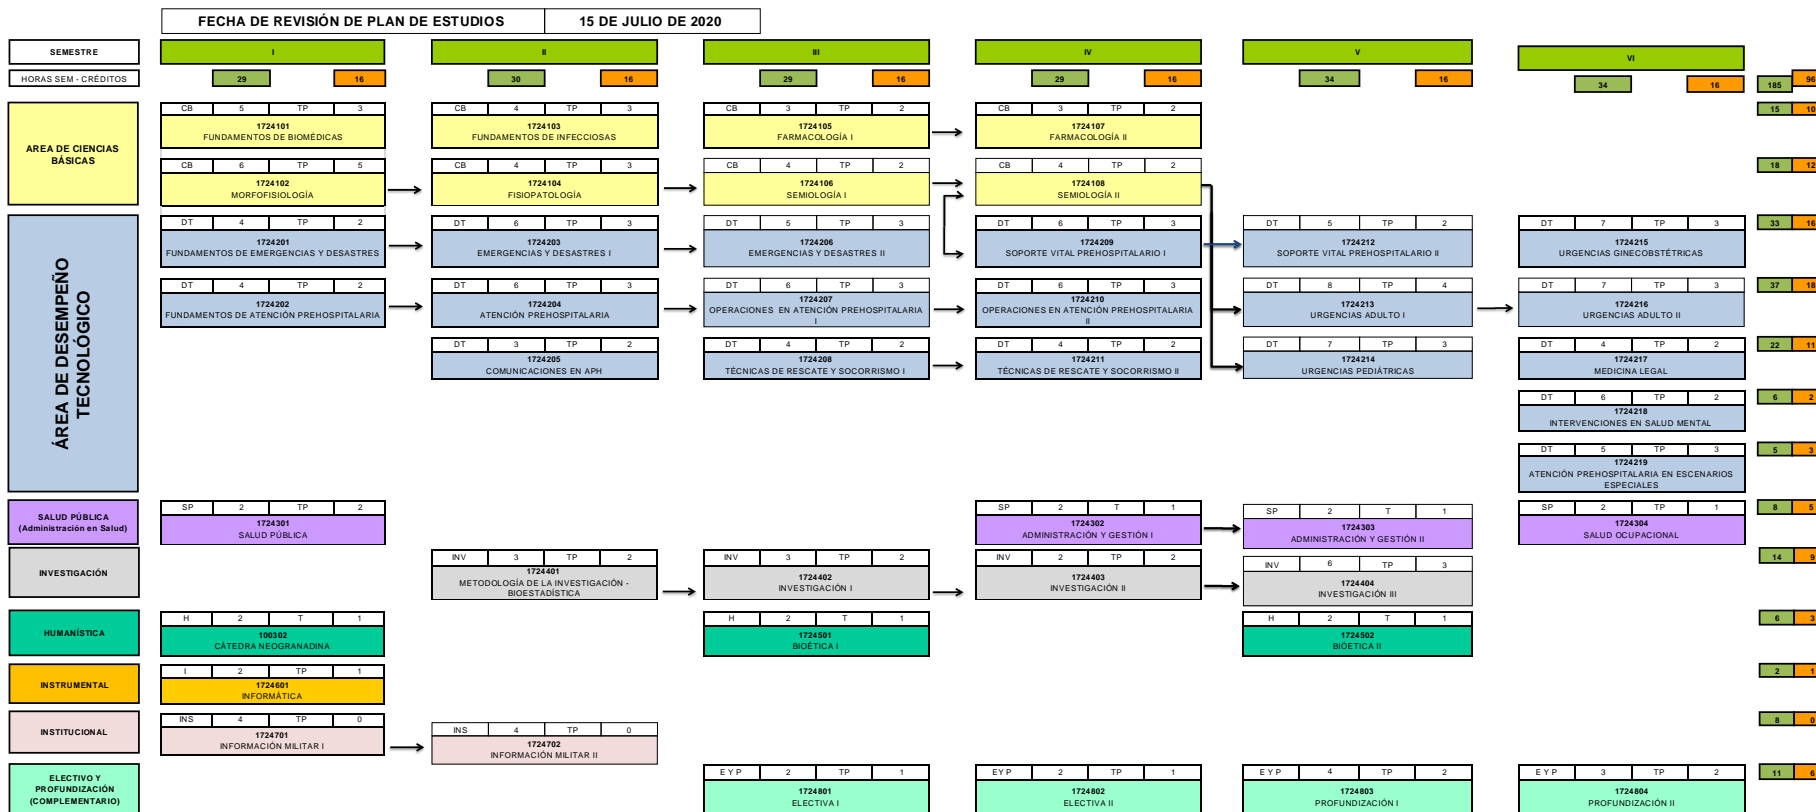 FECHA DE REVISIÓN DE PLAN DE ESTUDIOS 15 DE JULIO DE 2020
SEMESTRE I II III IV V VI
HORAS SEM - CRÉDITOS 29 16 30 16 29 16 29 16 34 16 34 16 185 96
AREA DE CIENCIAS
BÁSICAS
CB 5 TP 3
1724101
FUNDAMENTOS DE BIOMÉDICAS
CB 4 TP 3
1724103
FUNDAMENTOS DE INFECCIOSAS
CB 3 TP 2
1724105
FARMACOLOGÍA I
CB 3 TP 2
1724107
FARMACOLOGÍA II
15 10
CB 6 TP 5
1724102
MORFOFISIOLOGÍA
CB 4 TP 3
1724104
FISIOPATOLOGÍA
CB 4 TP 2
1724106
SEMIOLOGÍA I
CB 4 TP 2
1724108
SEMIOLOGÍA II
18 12
ÁREA DE DESEMPEÑO
TECNOLÓGICO
DT 4 TP 2
1724201
FUNDAMENTOS DE EMERGENCIAS Y DESASTRES
DT 6 TP 3
1724203
EMERGENCIAS Y DESASTRES I
DT 5 TP 3
1724206
EMERGENCIAS Y DESASTRES II
DT 6 TP 3
1724209
SOPORTE VITAL PREHOSPITALARIO I
DT 5 TP 2
1724212
SOPORTE VITAL PREHOSPITALARIO II
DT 7 TP 3
1724215
URGENCIAS GINECOBSTÉTRICAS
33 16
DT 4 TP 2
1724202
FUNDAMENTOS DE ATENCIÓN PREHOSPITALARIA
DT 6 TP 3
1724204
ATENCIÓN PREHOSPITALARIA
DT 6 TP 3
1724207
OPERACIONES EN ATENCIÓN PREHOSPITALARIA
I
DT 6 TP 3
1724210
OPERACIONES EN ATENCIÓN PREHOSPITALARIA
II
DT 8 TP 4
1724213
URGENCIAS ADULTO I
DT 7 TP 3
1724216
URGENCIAS ADULTO II
37 18
DT 3 TP 2
1724205
COMUNICACIONES EN APH
DT 4 TP 2
1724208
TÉCNICAS DE RESCATE Y SOCORRISMO I
DT 4 TP 2
1724211
TÉCNICAS DE RESCATE Y SOCORRISMO II
DT 7 TP 3
1724214
URGENCIAS PEDIÁTRICAS
DT 4 TP 2
1724217
MEDICINA LEGAL
22 11
DT 6 TP 2
1724218
INTERVENCIONES EN SALUD MENTAL
6 2
DT 5 TP 3
1724219
ATENCIÓN PREHOSPITALARIA EN ESCENARIOS
ESPECIALES
5 3
SALUD PÚBLICA
(Administración en Salud)
SP 2 TP 2
1724301
SALUD PÚBLICA
SP 2 T 1
1724302
ADMINISTRACIÓN Y GESTIÓN I
SP 2 T 1
1724303
ADMINISTRACIÓN Y GESTIÓN II
SP 2 TP 1
1724304
SALUD OCUPACIONAL
8 5
INVESTIGACIÓN
INV 3 TP 2
1724401
METODOLOGÍA DE LA INVESTIGACIÓN -
BIOESTADÍSTICA
INV 3 TP 2
1724402
INVESTIGACIÓN I
INV 2 TP 2
1724403
INVESTIGACIÓN II
INV 6 TP 3
1724404
INVESTIGACIÓN III
14 9
HUMANÍSTICA
H 2 T 1
100302
CÁTEDRA NEOGRANADINA
H 2 T 1
1724501
BIOÉTICA I
H 2 T 1
1724502
BIÓETICA II
6 3
INSTRUMENTAL
I 2 TP 1
1724601
INFORMÁTICA
2 1
INSTITUCIONAL
INS 4 TP 0
1724701
INFORMACIÓN MILITAR I
INS 4 TP 0
1724702
INFORMACIÓN MILITAR II
8 0
ELECTIVO Y
PROFUNDIZACIÓN
(COMPLEMENTARIO)
E Y P 2 TP 1
1724801
ELECTIVA I
EY P 2 TP 1
1724802
ELECTIVA II
E Y P 4 TP 2
1724803
PROFUNDIZACIÓN I
E Y P 3 TP 2
1724804
PROFUNDIZACIÓN II
11 6